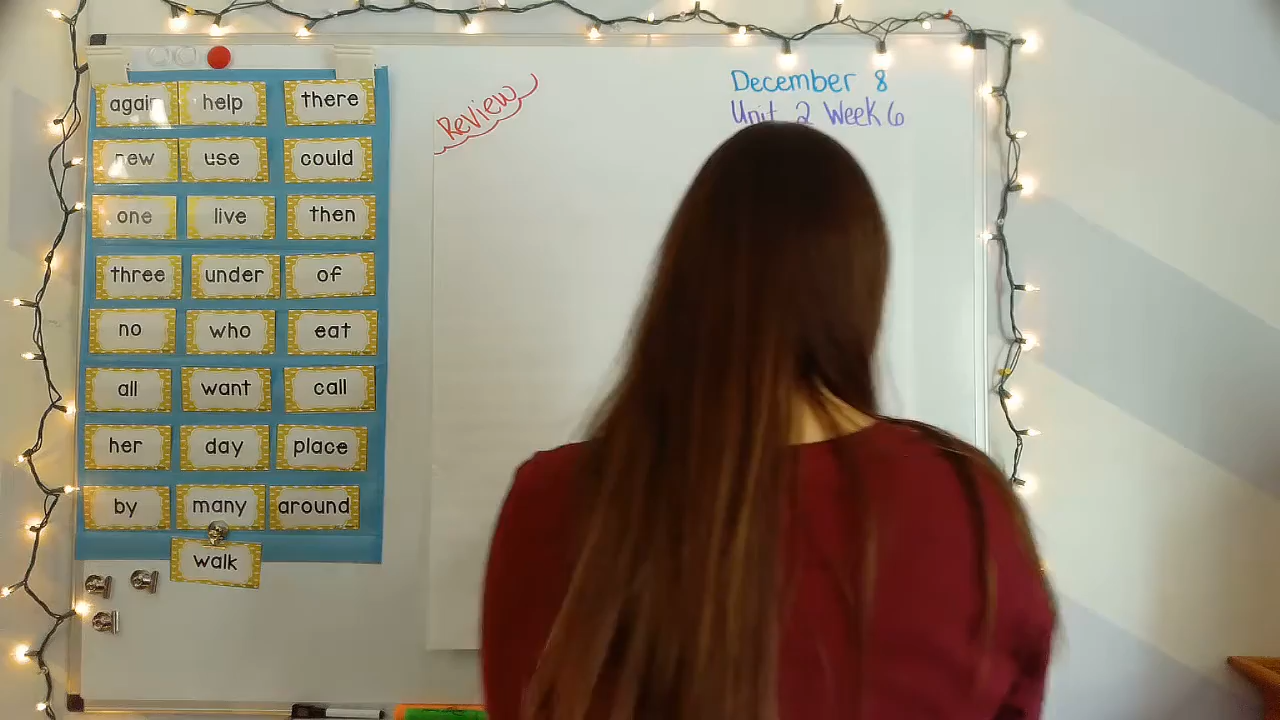 again help there
new use could
one live then
three under of
no who eat
all want call
her day place
by many around
walk
Review
December 8
Unit 2 Week 6